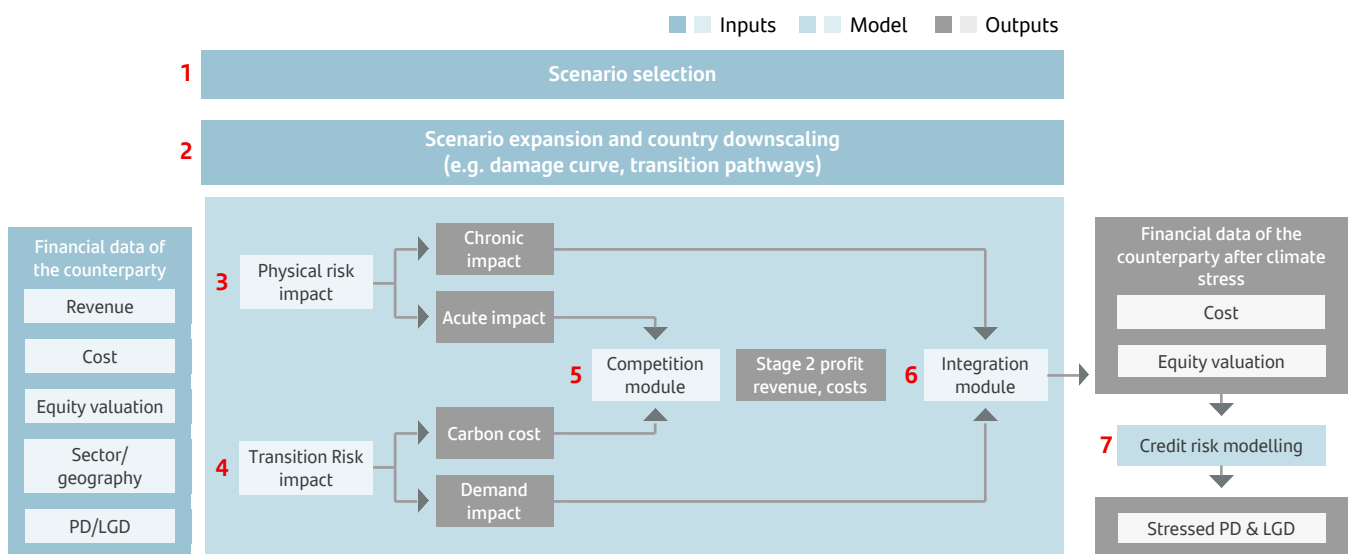 Inputs
Model
Outputs
1
Scenario selection
2
Scenario expansion and country downscaling
(e.g. damage curve, transition pathways)
Financial data of
the counterparty
Revenue
Cost
Equity valuation
Sector/
geography
PD/LGD
3
Physical risk
impact
Chronic
impact
Acute impact
4
Transition Risk
impact
Carbon cost
Demand
impact
5
Competition
module
Stage 2 profit
revenue, costs
6
Integration
module
Financial data of the
counterparty after climate
stress
Cost
Equity valuation
7
Credit risk modelling
Stressed PD & LGD